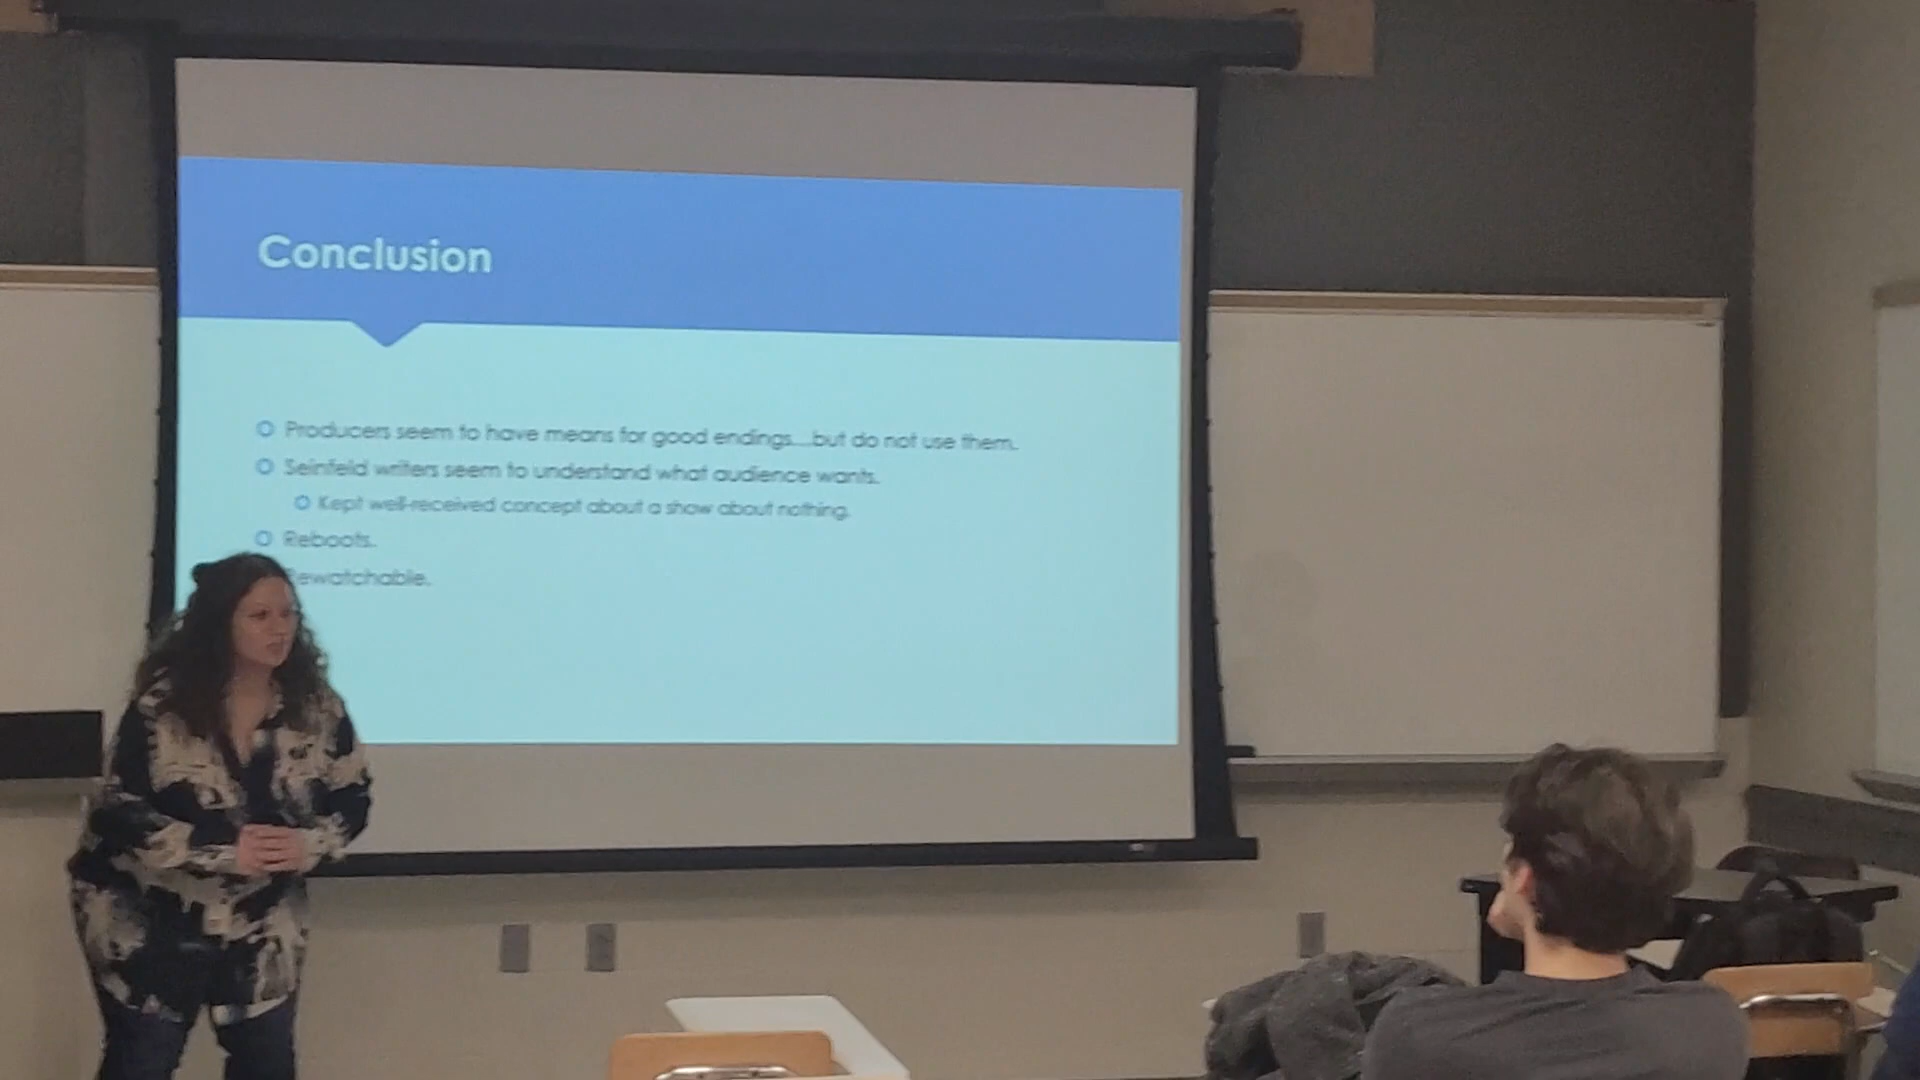 Conclusion
Producers seem to have means for good endings....but do not use them.
Seinfeld writers seem to understand what audience wants.
Kept well-received concept about a show about nothing.
Reboots.
ewatchable.